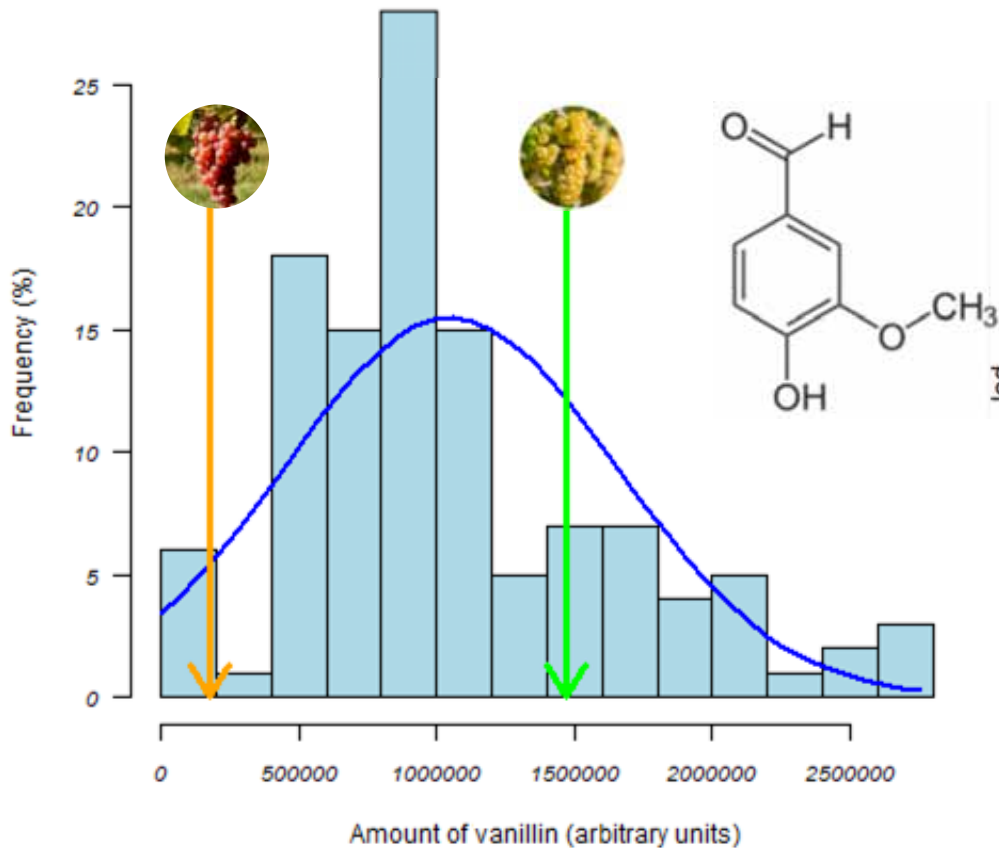 25
20
15
10
5
0
Frequency (%)
0 500000 1000000 1500000 2000000 2500000
Amount of vanillin (arbitrary units)
O H
CH3
O
OH